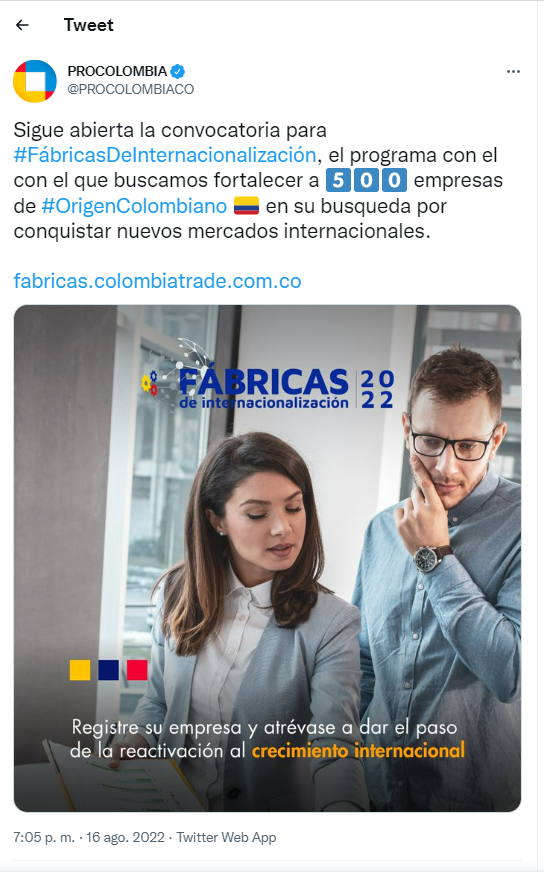 Tweet
PROCOLOMBIA
@PROCOLOMBIACO
Sigue abierta la convocatoria para
#FábricasDeInternacionalización, el programa con el
con el que buscamos fortalecer a 5️⃣0️⃣0️⃣ empresas
de #OrigenColombiano 🇨🇴 en su busqueda por
conquistar nuevos mercados internacionales.
fabricas.colombiatrade.com.co
FÁBRICAS 20
de internacionalización 22
Registre su empresa y atrévase a dar el paso
de la reactivación al crecimiento internacional
7:05 p. m. · 16 ago. 2022 · Twitter Web App